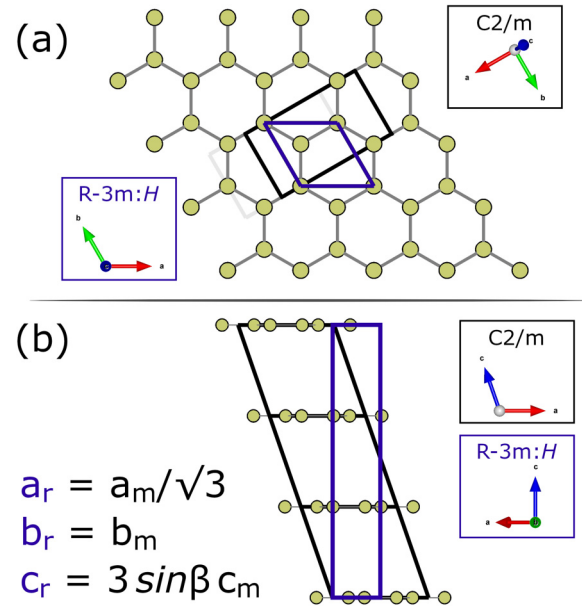 (a)
C2/m
c
a
b
R-3m:H
b
a
(b)
C2/m
c
a
R-3m:H
c
a
b
a_r = a_m/√3
b_r = b_m
c_r = 3 sinβ c_m